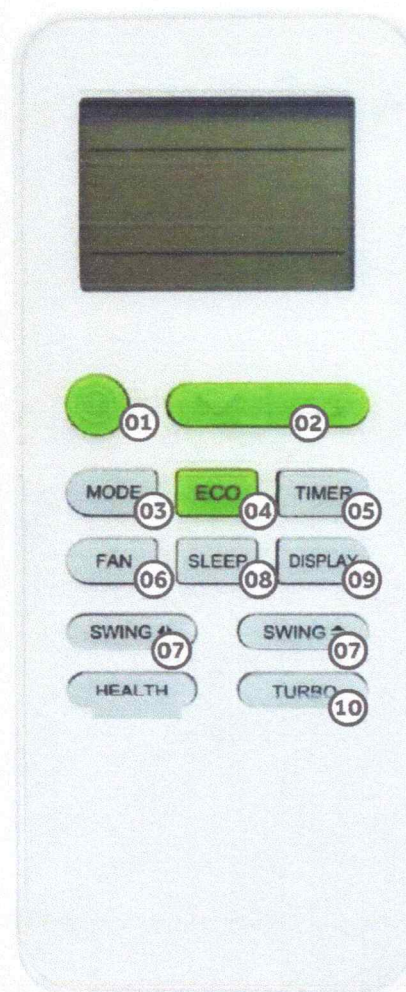 01 02
MODE 03 ECO 04 TIMER 05
FAN 06 SLEEP 08 DISPLAY 09
SWING 07 SWING 07
HEALTH TURBO 10